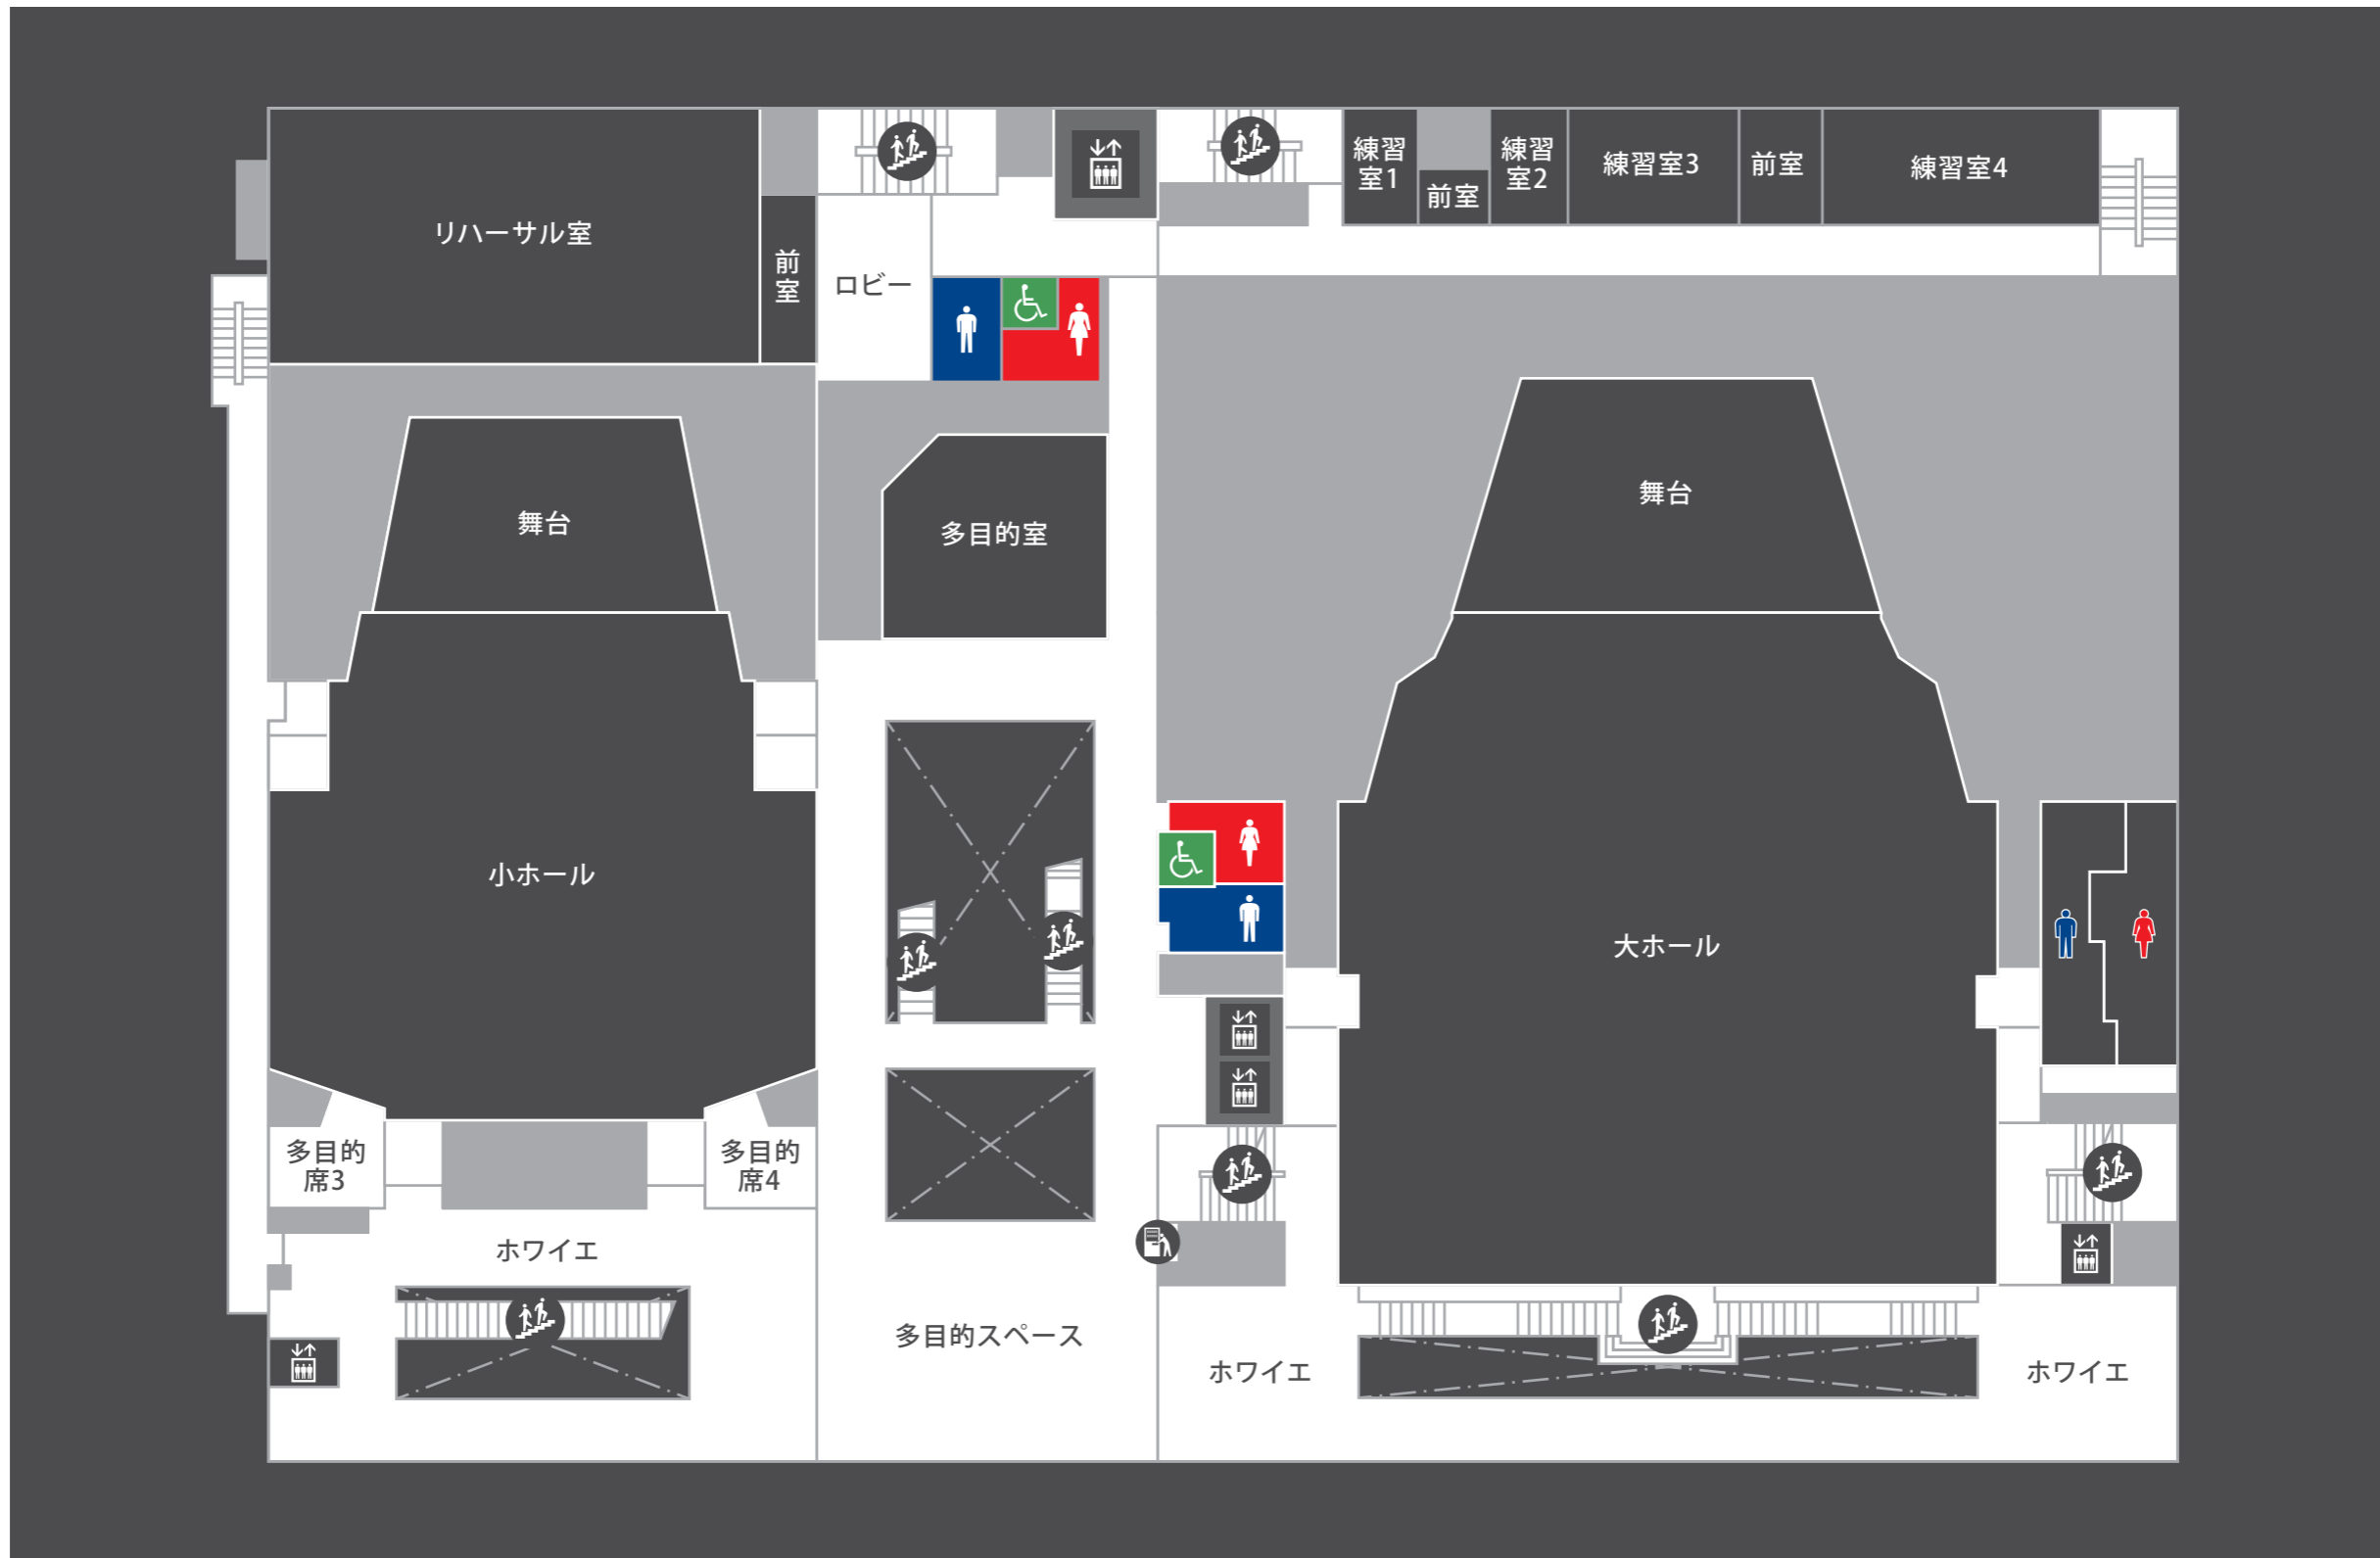 練習
室1
前室
練習
室2
練習室3
前室
練習室4
リハーサル室
前
室
ロビー
舞台
多目的室
舞台
小ホール
大ホール
多目的
席3
多目的
席4
ホワイエ
多目的スペース
ホワイエ
ホワイエ